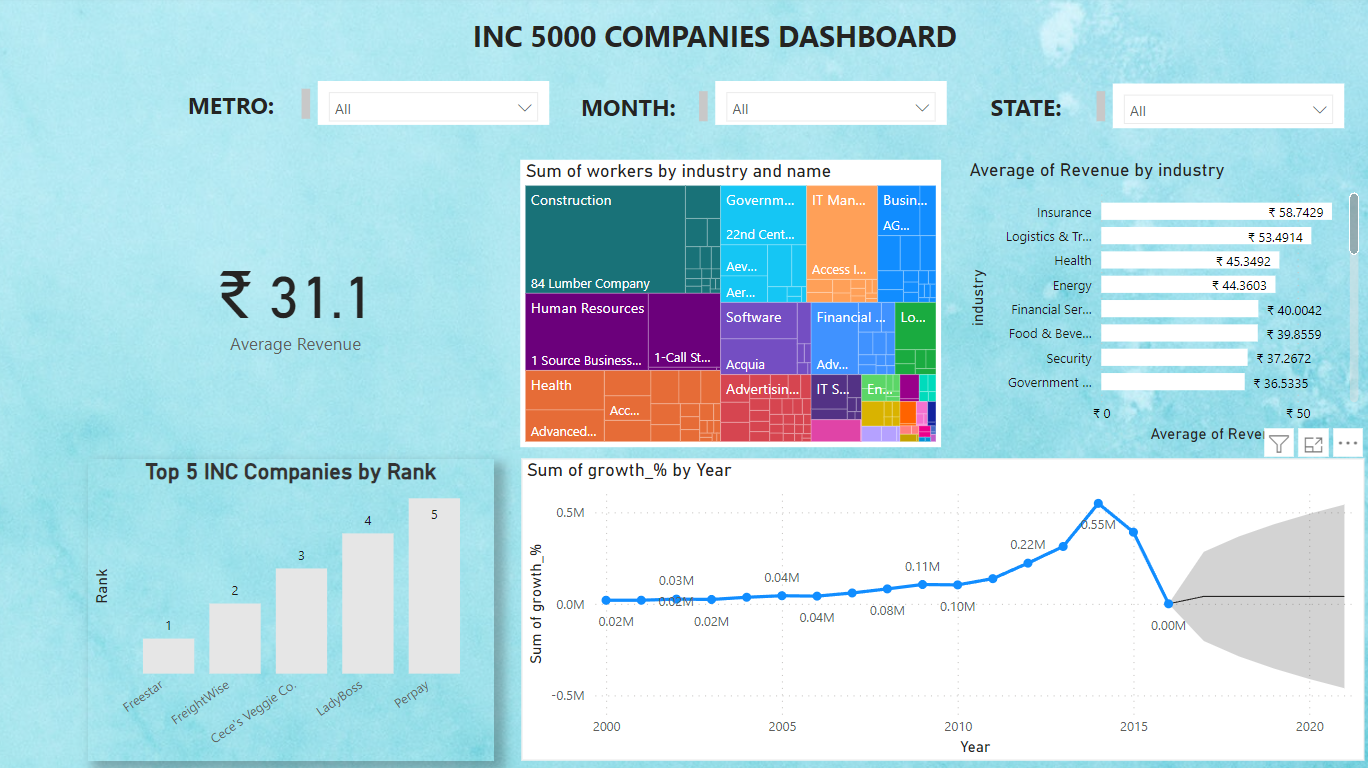 INC 5000 COMPANIES DASHBOARD
METRO:
All
MONTH:
All
STATE:
All
₹ 31.1
Average Revenue
Sum of workers by industry and name
Construction
84 Lumber Company
Human Resources
1 Source Business...
1-Call St...
Health
Advanced...
Acc...
Governm...
22nd Cent...
Aev...
Aer...
IT Man...
Access I...
Busin...
AG...
Software
Acquia
Financial ...
Adv...
Lo...
Advertisin...
IT S...
En...
Average of Revenue by industry
industry
Insurance
₹ 58.7429
Logistics & Tr...
₹ 53.4914
Health
₹ 45.3492
Energy
₹ 44.3603
Financial Ser...
₹ 40.0042
Food & Beve...
₹ 39.8559
Security
₹ 37.2672
Government ...
₹ 36.5335
₹ 0
₹ 50
Average of Reve
Top 5 INC Companies by Rank
Rank
1
2
3
4
5
Freestar
FreightWise
Cece's Veggie Co.
LadyBoss
Perpay
Sum of growth_% by Year
Sum of growth_%
0.5M
0.0M
-0.5M
0.02M
0.03M
0.02M
0.02M
0.04M
0.04M
0.08M
0.11M
0.10M
0.22M
0.55M
0.00M
2000
2005
2010
2015
2020
Year